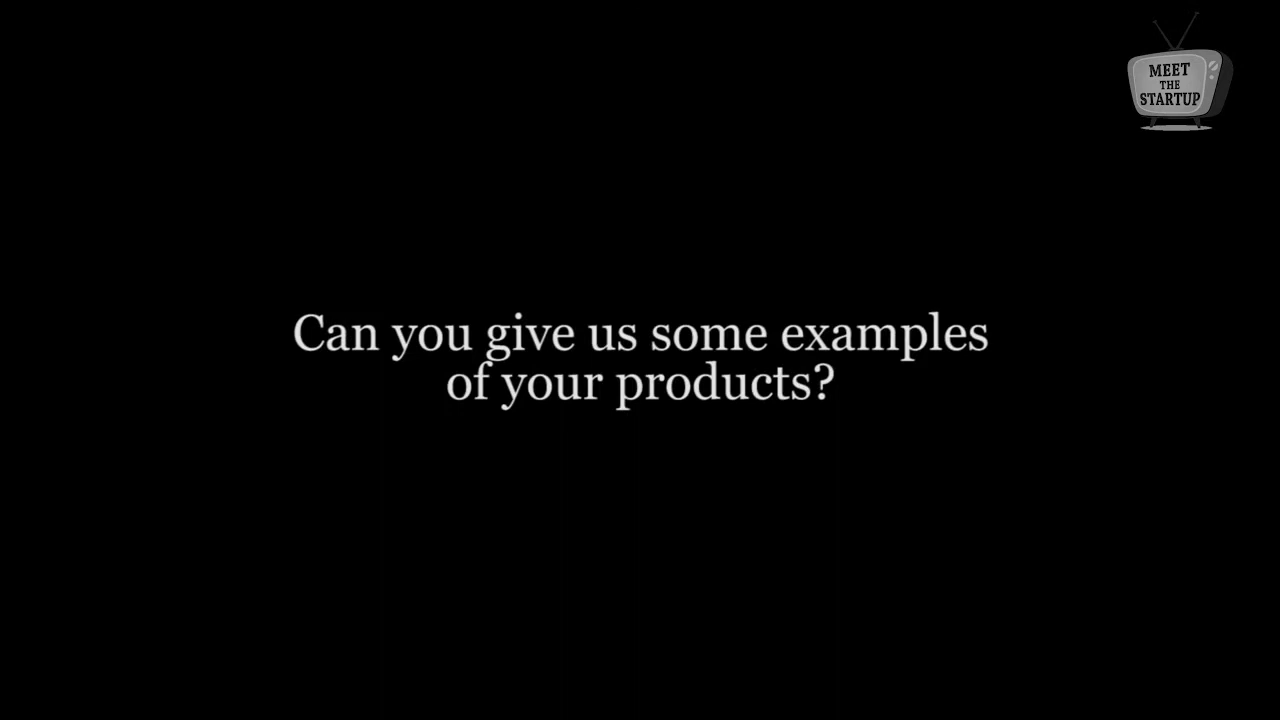 MEET
THE
STARTUP
Can you give us some examples
of your products?